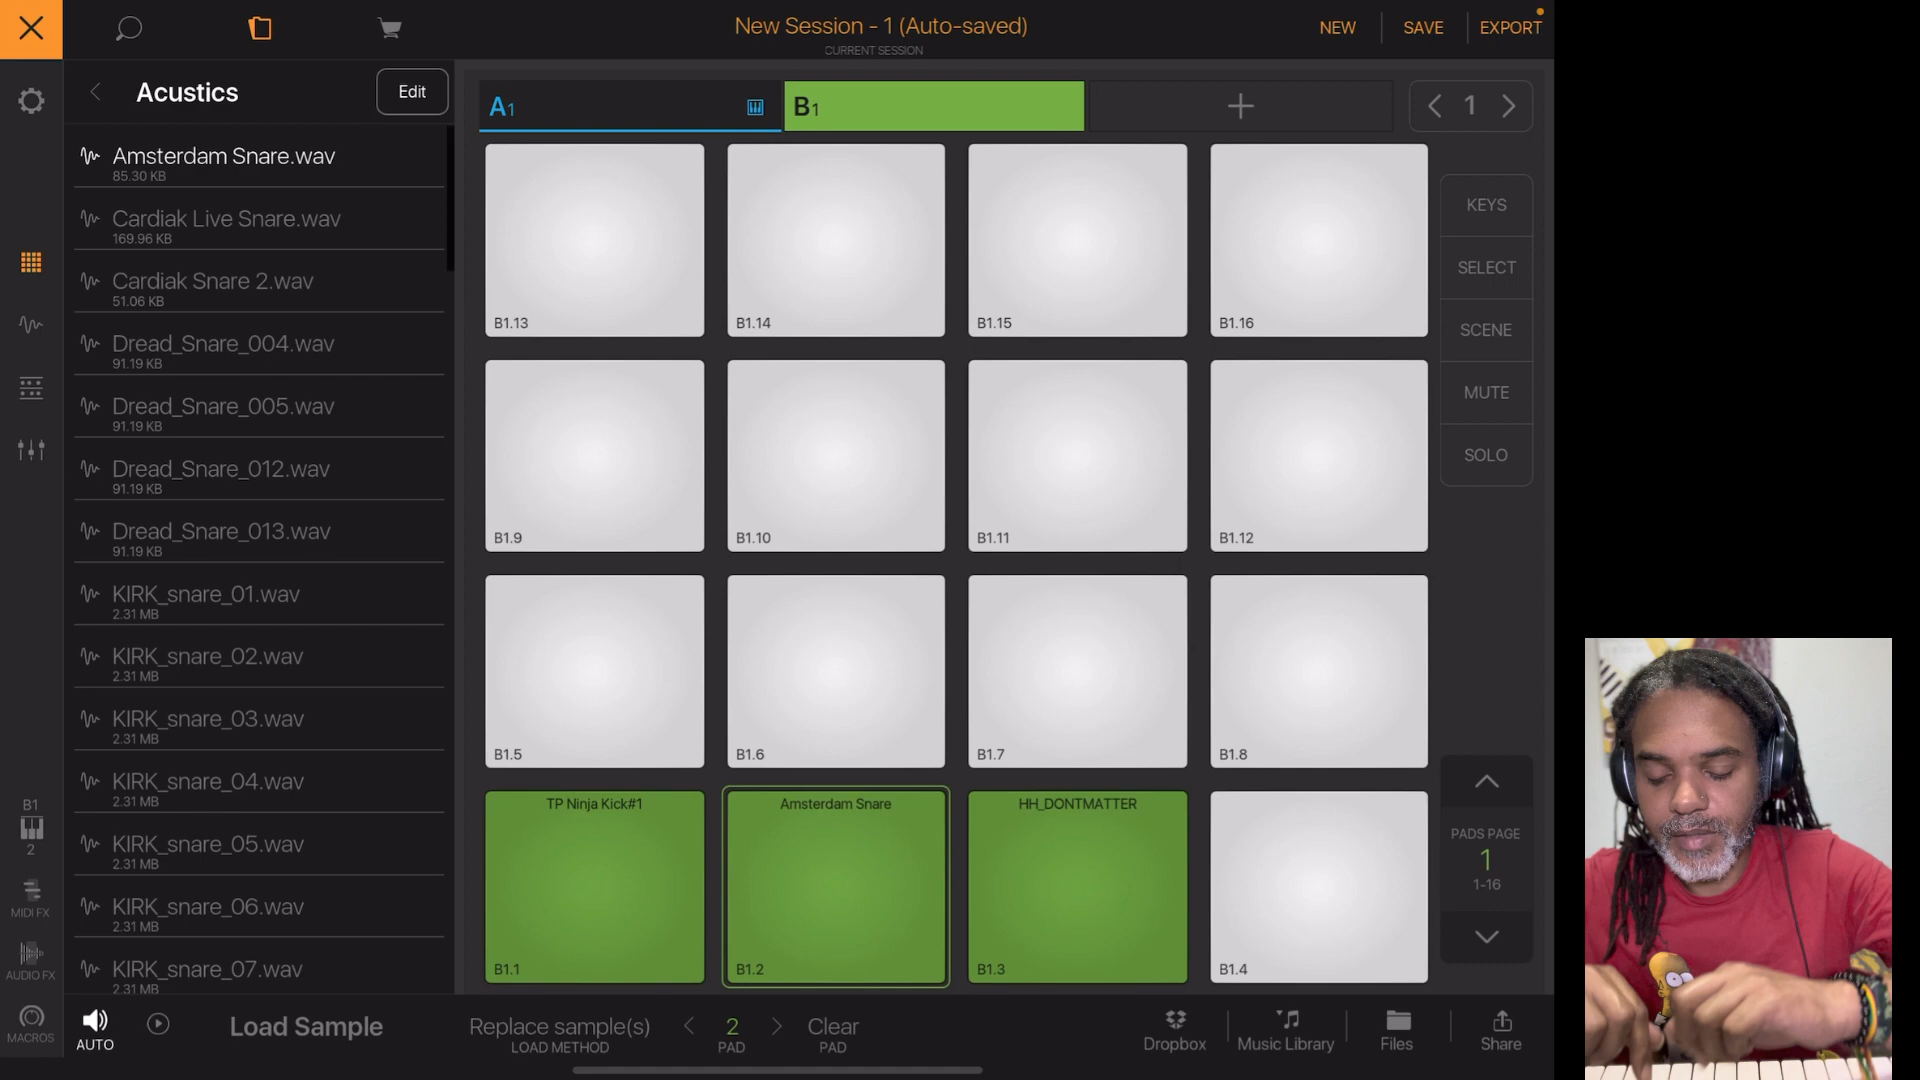 New Session - 1 (Auto-saved)
CURRENT SESSION
NEW
SAVE
EXPORT
Acustics
Edit
A1
B1
1
Amsterdam Snare.wav
85.30 KB
Cardiak Live Snare.wav
169.96 KB
Cardiak Snare 2.wav
51.06 KB
Dread_Snare_004.wav
91.19 KB
Dread_Snare_005.wav
91.19 KB
Dread_Snare_012.wav
91.19 KB
Dread_Snare_013.wav
91.19 KB
KIRK_snare_01.wav
2.31 MB
KIRK_snare_02.wav
2.31 MB
KIRK_snare_03.wav
2.31 MB
KIRK_snare_04.wav
2.31 MB
KIRK_snare_05.wav
2.31 MB
KIRK_snare_06.wav
2.31 MB
KIRK_snare_07.wav
2.31 MB
B1.13
B1.14
B1.15
B1.16
B1.9
B1.10
B1.11
B1.12
B1.5
B1.6
B1.7
B1.8
TP Ninja Kick#1
Amsterdam Snare
HH_DONTMATTER
B1.1
B1.2
B1.3
B1.4
KEYS
SELECT
SCENE
MUTE
SOLO
PADS PAGE
1
1-16
B1
2
MIDI FX
AUDIO FX
MACROS
AUTO
Load Sample
Replace sample(s)
LOAD METHOD
2
PAD
Clear
PAD
Dropbox
Music Library
Files
Share